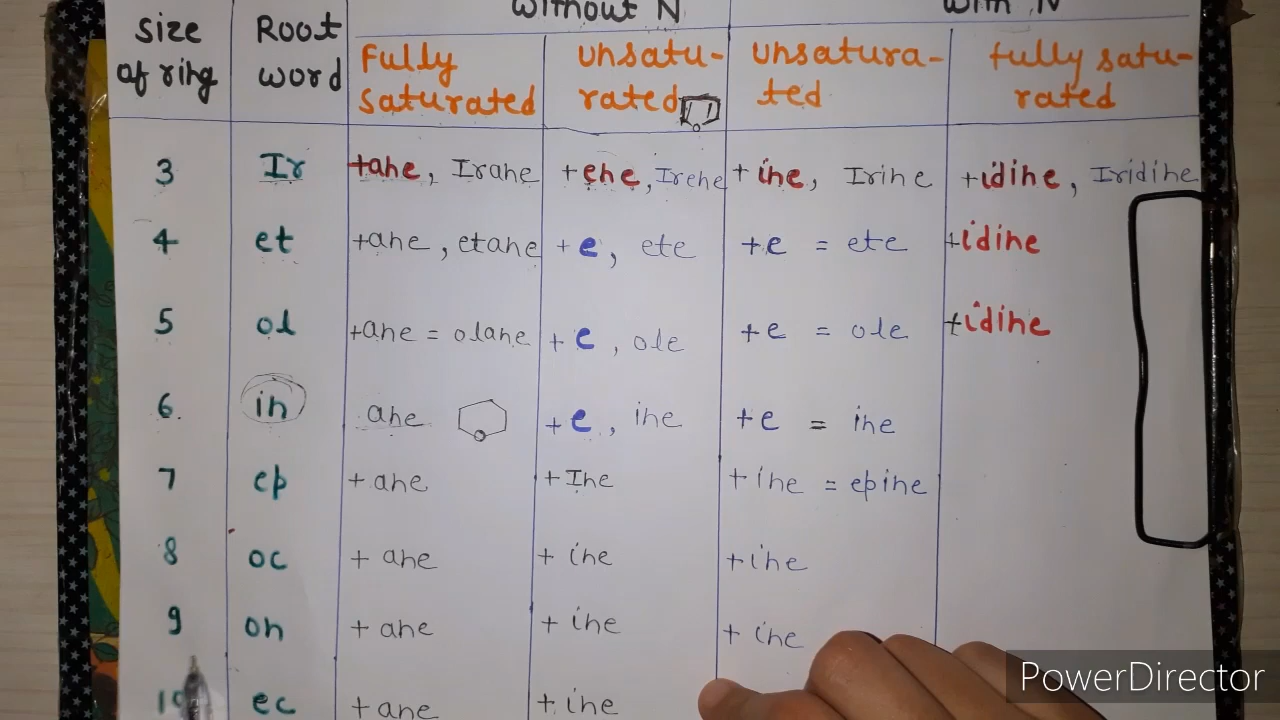 without N with N
size of ring Root word Fully saturated unsatu-rated unsatura-ted fully satu-rated
3 Ir +ane, Irane +ene, Irene + ine, Irine +idine, Iridine
4 et +ane, etane + e, ete +e = ete +idine
5 ol +ane = olane + e, ole +e = ole +idine
6. in ane + e, ine +e = ine
7 ep + ane + Ine + ine = epine
8 oc + ane + ine +ine
9 on + ane + ine + ine
10 ec + ane + ine
PowerDirector